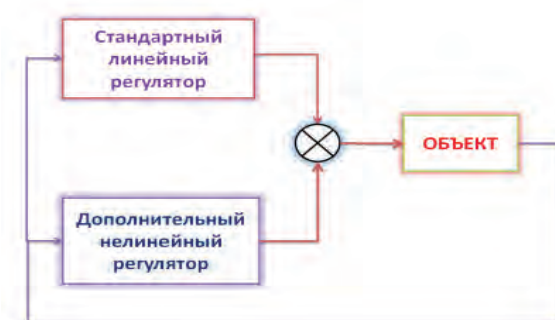 Стандартный
линейный
регулятор
ОБЪЕКТ
Дополнительный
нелинейный
регулятор